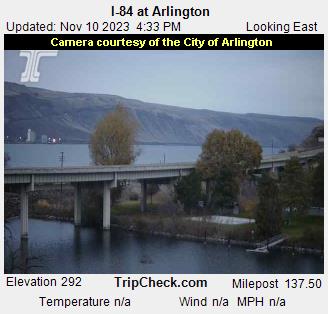 I-84 at Arlington
Updated: Nov 10 2023 4:33 PM Looking East
Camera courtesy of the City of Arlington
Elevation 292 TripCheck.com Milepost 137.50
Temperature n/a Wind n/a MPH n/a